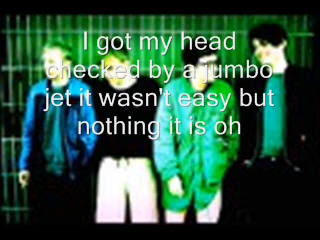 I got my head
checked by a jumbo
jet it wasn't easy but
nothing it is oh